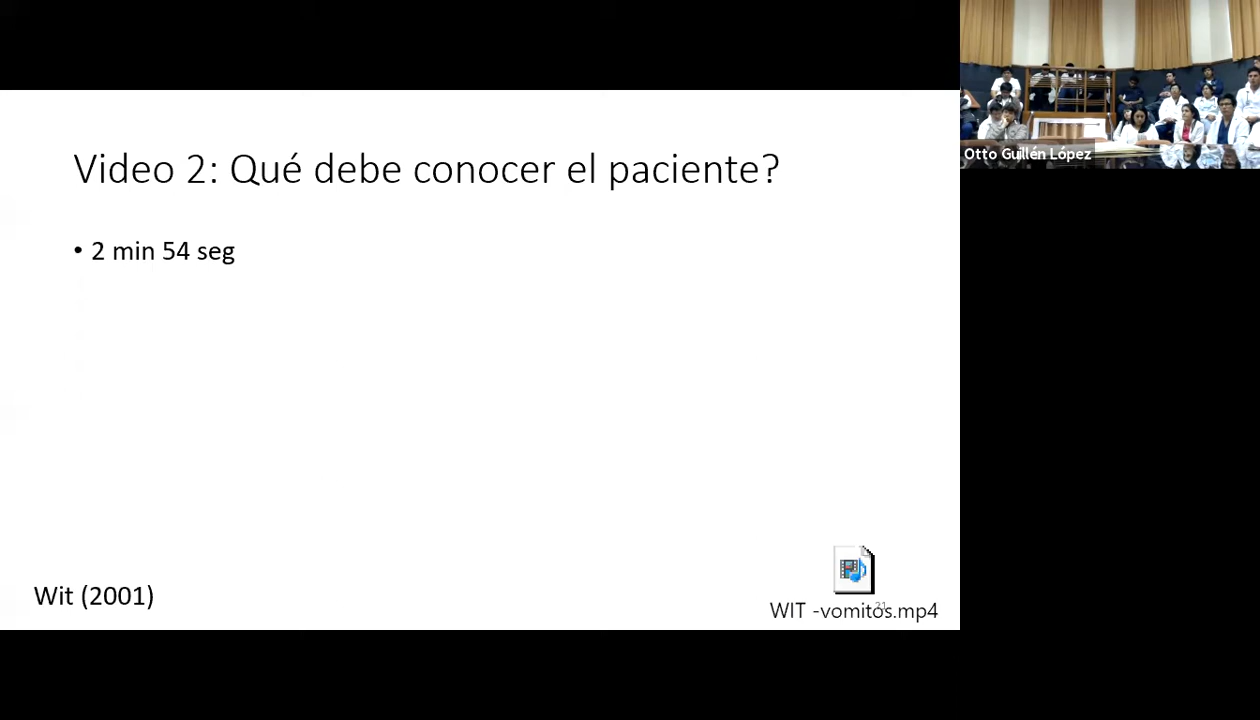 Video 2: Qué debe conocer el paciente?
• 2 min 54 seg
Otto Guillén López
Wit (2001)
WIT -vomitos.mp4
21